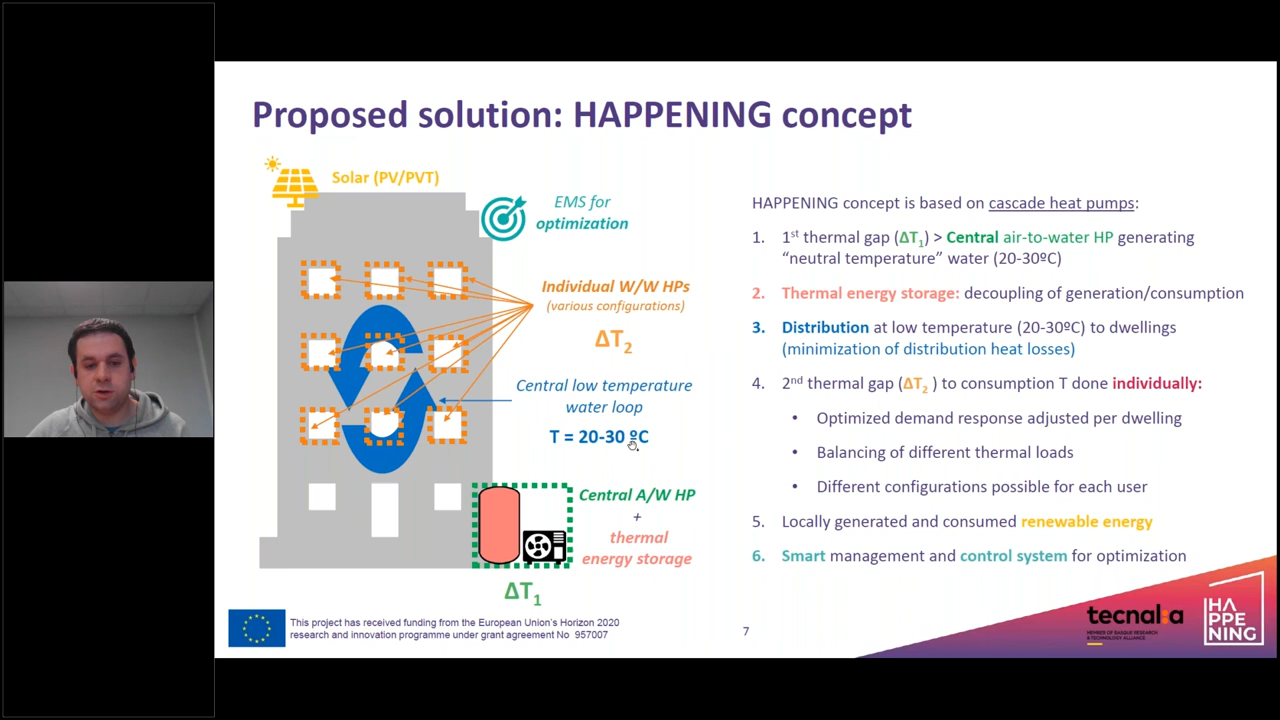 Proposed solution: HAPPENING concept
Solar (PV/PVT)
EMS for
optimization
Individual W/W HPs
(various configurations)
ΔT2
Central low temperature
water loop
T = 20-30 ºC
Central A/W HP
+
thermal
energy storage
ΔT1
HAPPENING concept is based on cascade heat pumps:
1. 1st thermal gap (ΔT1) > Central air-to-water HP generating
“neutral temperature” water (20-30ºC)
2. Thermal energy storage: decoupling of generation/consumption
3. Distribution at low temperature (20-30ºC) to dwellings
(minimization of distribution heat losses)
4. 2nd thermal gap (ΔT2 ) to consumption T done individually:
• Optimized demand response adjusted per dwelling
• Balancing of different thermal loads
• Different configurations possible for each user
5. Locally generated and consumed renewable energy
6. Smart management and control system for optimization
This project has received funding from the European Union’s Horizon 2020
research and innovation programme under grant agreement No 957007
7
tecnalia
MEMBER OF BASQUE RESEARCH
& TECHNOLOGY ALLIANCE
HA
PPE
NING